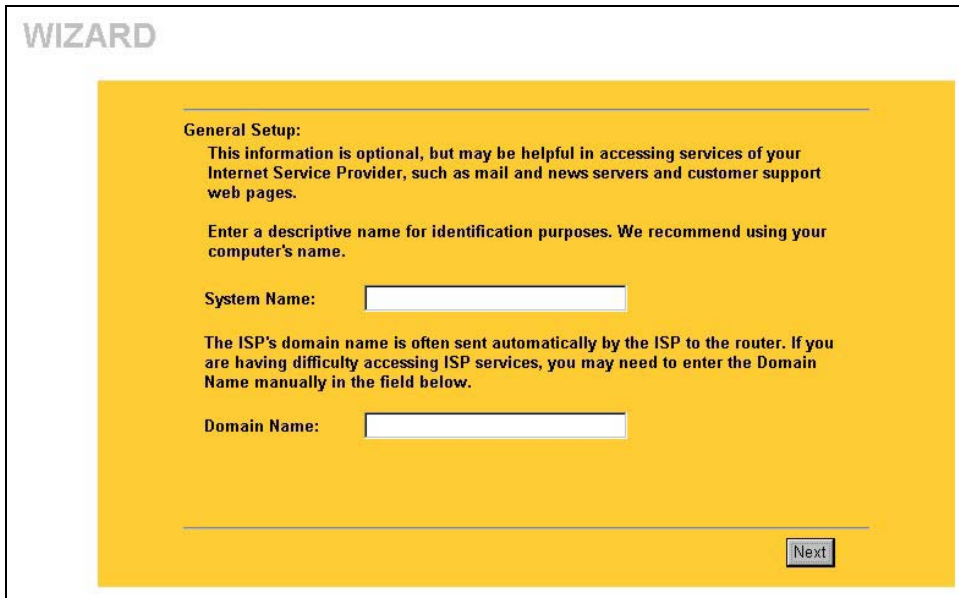 WIZARD
General Setup:
This information is optional, but may be helpful in accessing services of your
Internet Service Provider, such as mail and news servers and customer support
web pages.
Enter a descriptive name for identification purposes. We recommend using your
computer's name.
System Name:
The ISP's domain name is often sent automatically by the ISP to the router. If you
are having difficulty accessing ISP services, you may need to enter the Domain
Name manually in the field below.
Domain Name:
Next